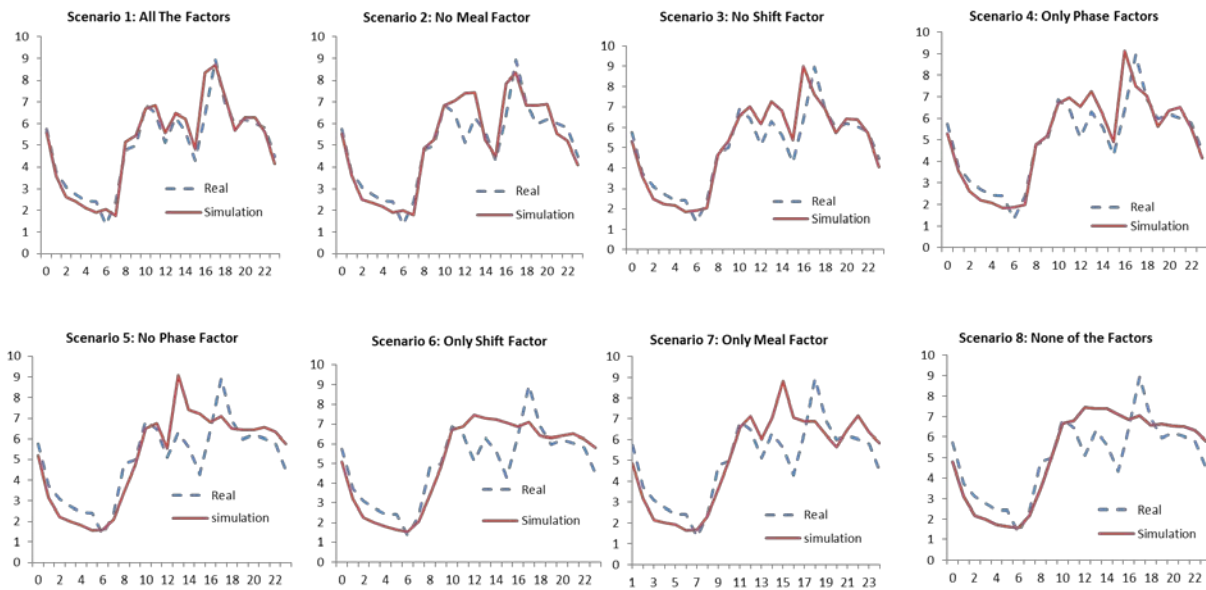 Scenario 1: All The Factors
10
9
8
7
6
5
4
3
2
1
0
Real
Simulation
0 2 4 6 8 10 12 14 16 18 20 22
Scenario 2: No Meal Factor
10
9
8
7
6
5
4
3
2
1
0
Real
Simulation
0 2 4 6 8 10 12 14 16 18 20 22
Scenario 3: No Shift Factor
10
9
8
7
6
5
4
3
2
1
0
Real
Simulation
0 2 4 6 8 10 12 14 16 18 20 22
Scenario 4: Only Phase Factors
10
9
8
7
6
5
4
3
2
1
0
Real
Simulation
0 2 4 6 8 10 12 14 16 18 20 22
Scenario 5: No Phase Factor
10
9
8
7
6
5
4
3
2
1
0
Real
simulation
0 2 4 6 8 10 12 14 16 18 20 22
Scenario 6: Only Shift Factor
10
9
8
7
6
5
4
3
2
1
0
Real
Simulation
0 2 4 6 8 10 12 14 16 18 20 22
Scenario 7: Only Meal Factor
10
9
8
7
6
5
4
3
2
1
0
Real
simulation
1 3 5 7 9 11 13 15 17 19 21 23
Scenario 8: None of the Factors
10
9
8
7
6
5
4
3
2
1
0
Real
Simulation
0 2 4 6 8 10 12 14 16 18 20 22